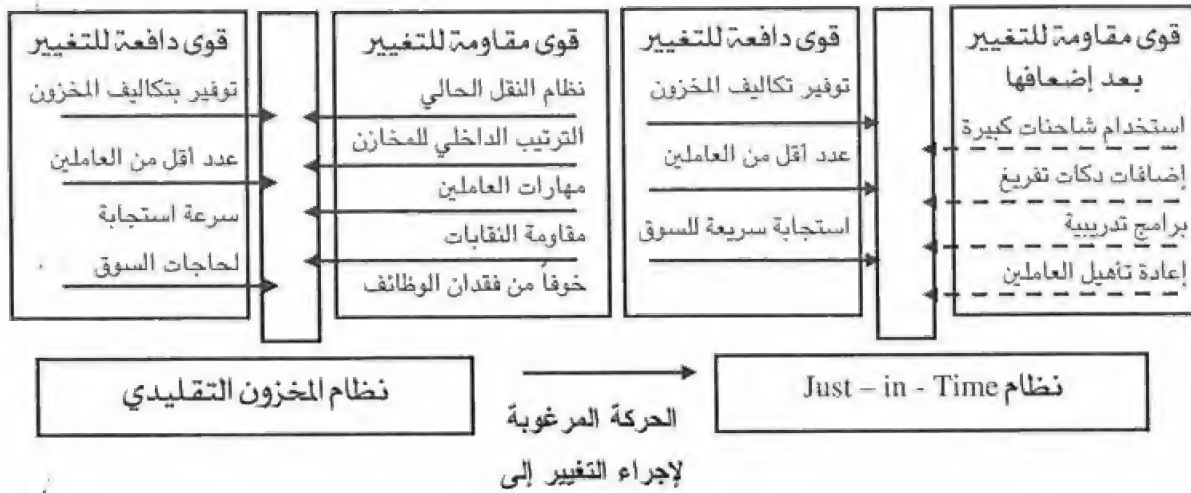 قوى دافعة للتغيير
توفير بتكاليف المخزون
عدد أقل من العاملين
سرعة استجابة
لحاجات السوق
قوى مقاومة للتغيير
نظام النقل الحالي
الترتيب الداخلي للمخازن
مهارات العاملين
مقاومة النقابات
خوفاً من فقدان الوظائف
قوى دافعة للتغيير
توفير تكاليف المخزون
عدد أقل من العاملين
استجابة سريعة للسوق
قوى مقاومة للتغيير
بعد إضعافها
استخدام شاحنات كبيرة
إضافات دكات تفريغ
برامج تدريبية
إعادة تأهيل العاملين
نظام المخزون التقليدي
الحركة المرغوبة
لإجراء التغيير إلى
نظام Just – in - Time